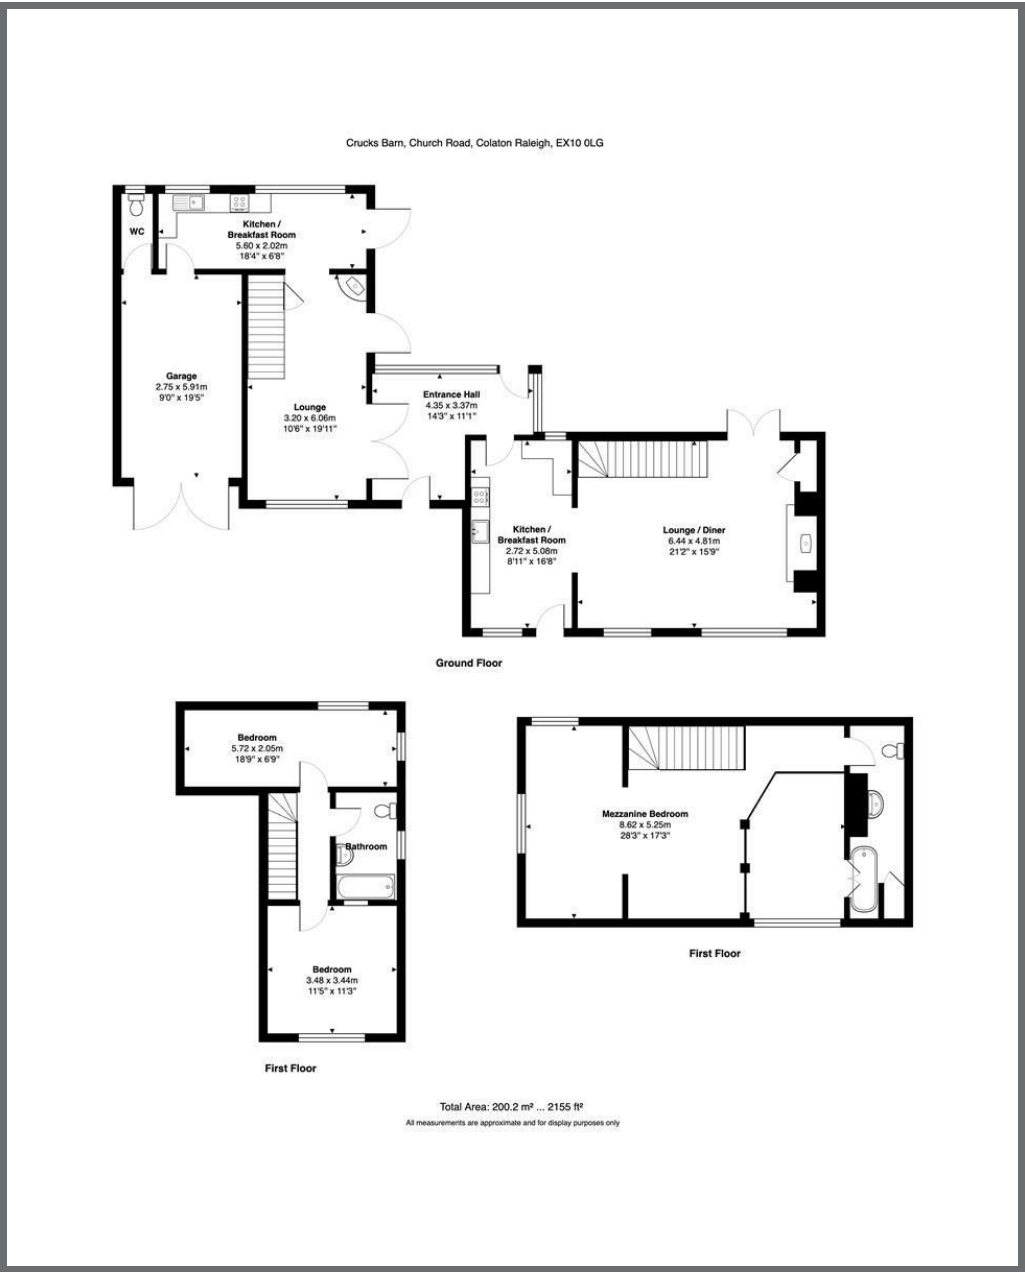 Crucks Barn, Church Road, Colaton Raleigh, EX10 0LG
WC
Kitchen /
Breakfast Room
5.60 x 2.02m
18'4" x 6'8"
Garage
2.75 x 5.91m
9'0" x 19'5"
Lounge
3.20 x 6.06m
10'6" x 19'11"
Entrance Hall
4.35 x 3.37m
14'3" x 11'1"
Kitchen /
Breakfast Room
2.72 x 5.08m
8'11" x 16'8"
Lounge / Diner
6.44 x 4.81m
21'2" x 15'9"
Ground Floor
Bedroom
5.72 x 2.05m
18'9" x 6'9"
Bathroom
Bedroom
3.48 x 3.44m
11'5" x 11'3"
First Floor
Mezzanine Bedroom
8.62 x 5.25m
28'3" x 17'3"
First Floor
Total Area: 200.2 m² ... 2155 ft²
All measurements are approximate and for display purposes only